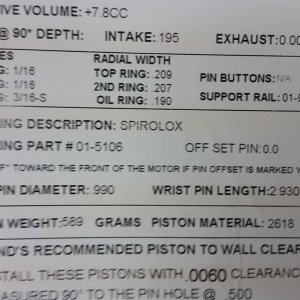 IVE VOLUME: +7.8CC
@ 90° DEPTH: INTAKE: 195 EXHAUST:0.00
ES RADIAL WIDTH
G: 1/16 TOP RING: .209 PIN BUTTONS: N/A
G: 1/16 2ND RING: .207
G: 3/16-S OIL RING: .190 SUPPORT RAIL: 01-9
ING DESCRIPTION: SPIROLOX
ING PART # 01-5106 OFF SET PIN:0.0
F" TOWARD THE FRONT OF THE MOTOR IF PIN OFFSET IS MARKED Y
PIN DIAMETER: 990 WRIST PIN LENGTH:2.930
N WEIGHT:589 GRAMS PISTON MATERIAL: 2618
ND'S RECOMMENDED PISTON TO WALL CLEAR
STALL THESE PISTONS WITH .0060 CLEARANC
EASURED 90° TO THE PIN HOLE @ .500